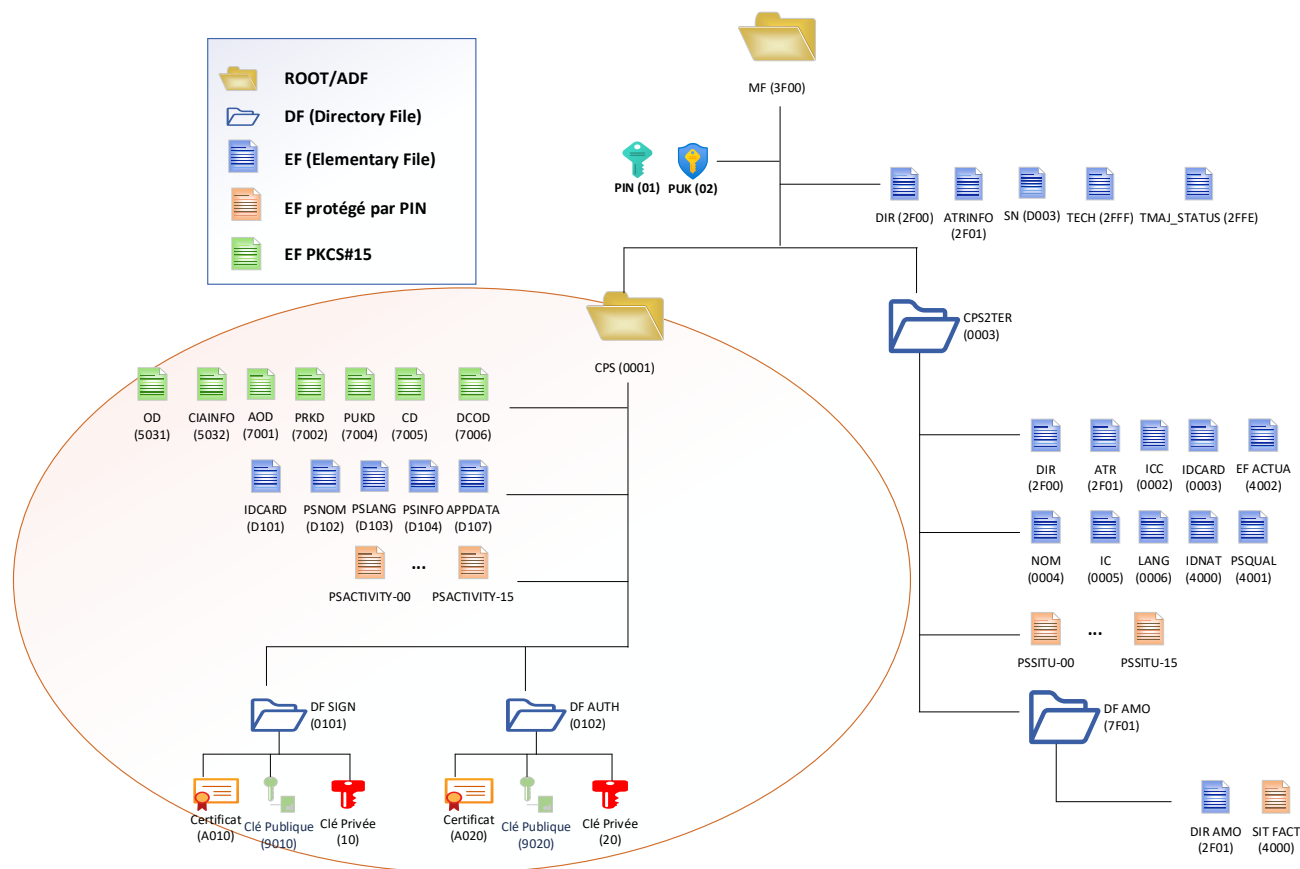 ROOT/ADF
DF (Directory File)
EF (Elementary File)
EF protégé par PIN
EF PKCS#15
MF (3F00)
PIN (01)
PUK (02)
DIR (2F00)
ATRINFO
(2F01)
SN (D003)
TECH (2FFF)
TMAJ_STATUS (2FFE)
CPS (0001)
CPS2TER
(0003)
OD
(5031)
CIAINFO
(5032)
AOD
(7001)
PRKD
(7002)
PUKD
(7004)
CD
(7005)
DCOD
(7006)
IDCARD
(D101)
PSNOM
(D102)
PSLANG
(D103)
PSINFO
(D104)
APPDATA
(D107)
PSACTIVITY-00
...
PSACTIVITY-15
DIR
(2F00)
ATR
(2F01)
ICC
(0002)
IDCARD
(0003)
EF ACTUA
(4002)
NOM
(0004)
IC
(0005)
LANG
(0006)
IDNAT
(4000)
PSQUAL
(4001)
PSSITU-00
...
PSSITU-15
DF SIGN
(0101)
DF AUTH
(0102)
DF AMO
(7F01)
Certificat
(A010)
Clé Publique
(9010)
Clé Privée
(10)
Certificat
(A020)
Clé Publique
(9020)
Clé Privée
(20)
DIR AMO
(2F01)
SIT FACT
(4000)